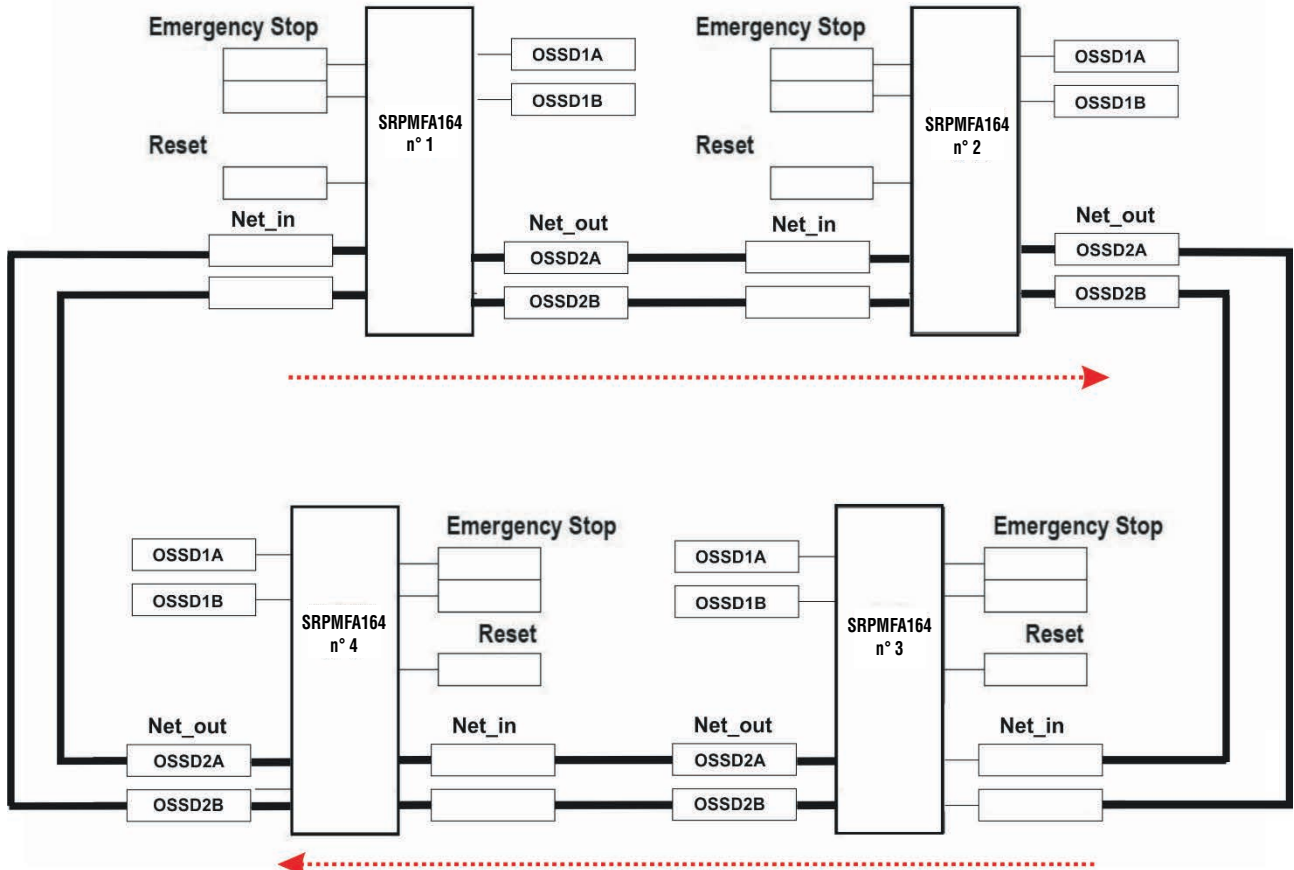 Emergency Stop
OSSD1A
OSSD1B
SRPMFA164
n° 1
Reset
Net_in
Net_out
OSSD2A
OSSD2B
Emergency Stop
OSSD1A
OSSD1B
SRPMFA164
n° 2
Reset
Net_in
Net_out
OSSD2A
OSSD2B
OSSD1A
OSSD1B
SRPMFA164
n° 4
Emergency Stop
Reset
Net_out
OSSD2A
OSSD2B
Net_in
OSSD1A
OSSD1B
SRPMFA164
n° 3
Emergency Stop
Reset
Net_out
OSSD2A
OSSD2B
Net_in